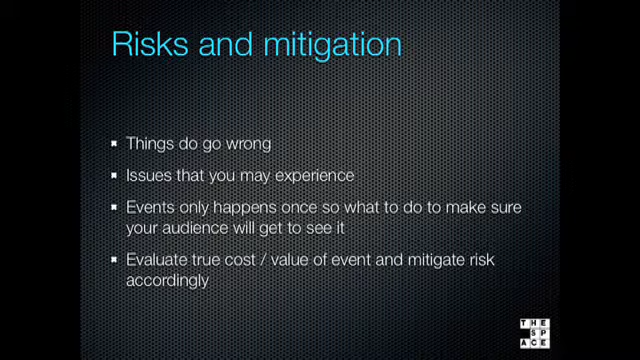 Risks and mitigation
Things do go wrong
Issues that you may experience
Events only happens once so what to do to make sure
your audience will get to see it
Evaluate true cost / value of event and mitigate risk
accordingly
THE
SP
ACE